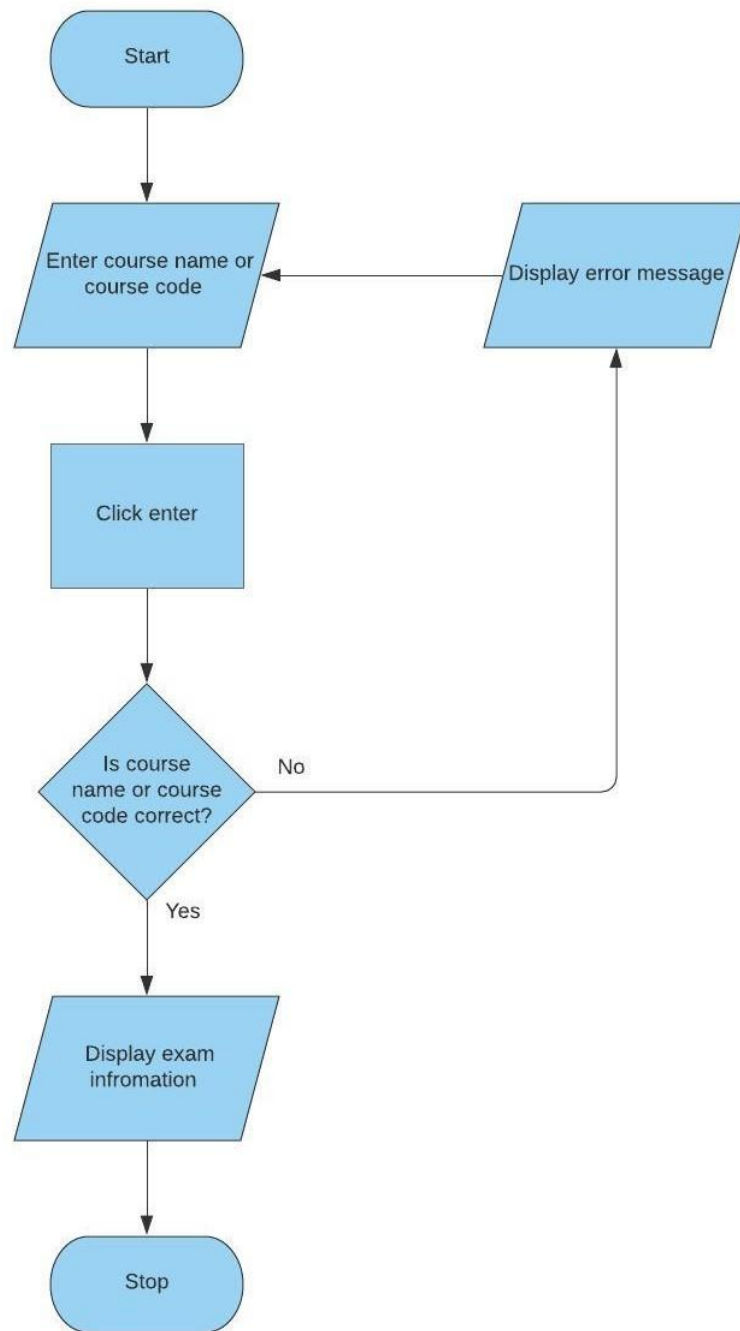 Start
Enter course name or
course code
Display error message
Click enter
Is course
name or course
code correct?
No
Yes
Display exam
infromation
Stop